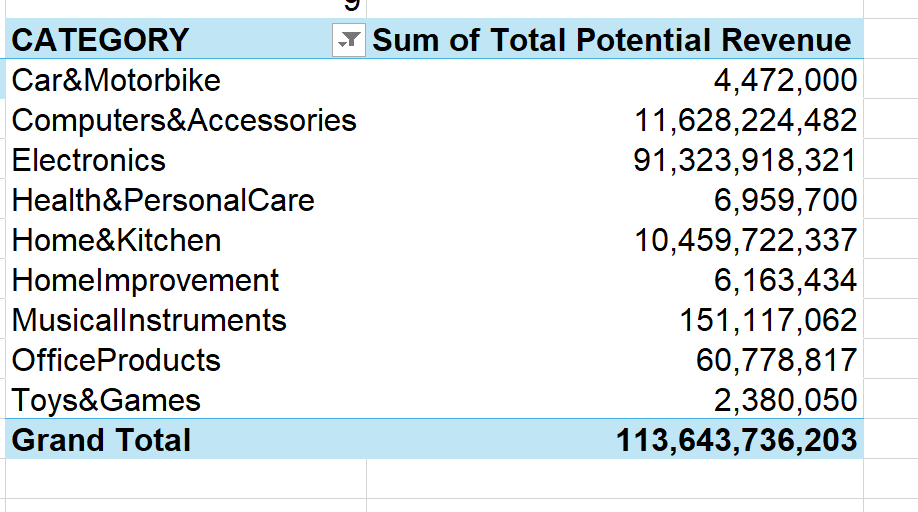 CATEGORY Sum of Total Potential Revenue
Car&Motorbike 4,472,000
Computers&Accessories 11,628,224,482
Electronics 91,323,918,321
Health&PersonalCare 6,959,700
Home&Kitchen 10,459,722,337
HomeImprovement 6,163,434
MusicalInstruments 151,117,062
OfficeProducts 60,778,817
Toys&Games 2,380,050
Grand Total 113,643,736,203